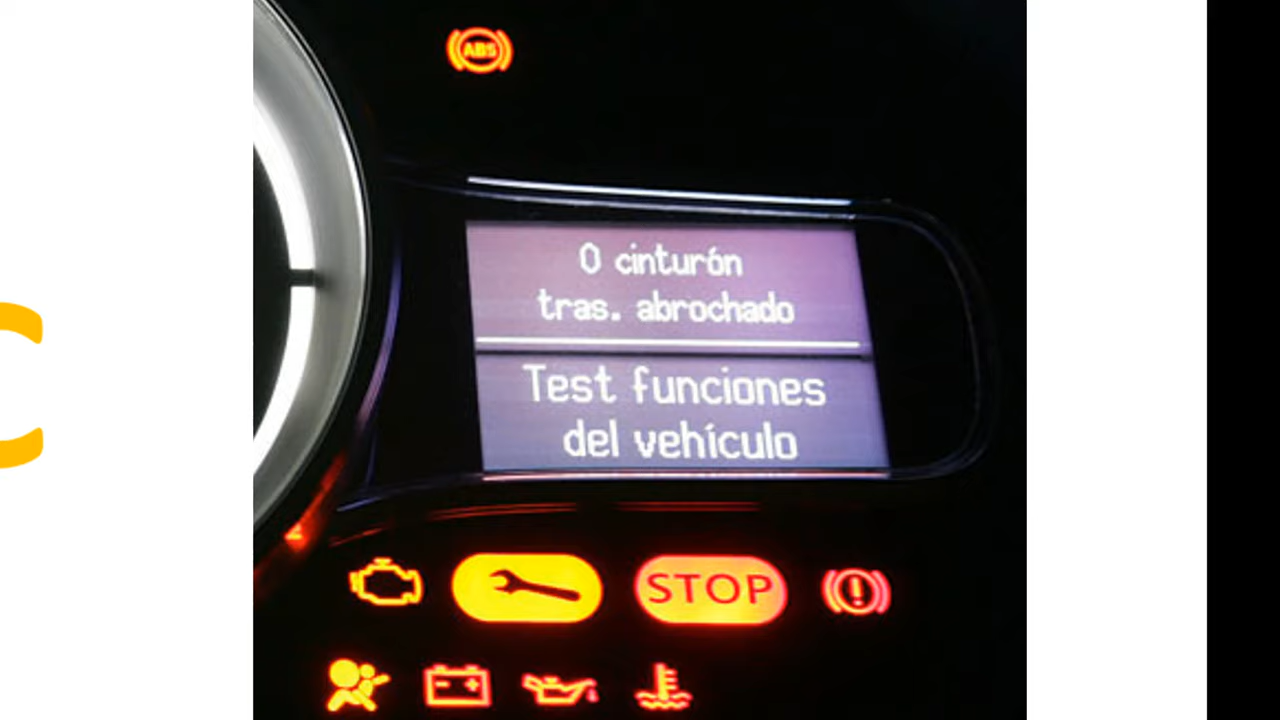 ABS
0 cinturón
tras. abrochado
Test funciones
del vehículo
STOP